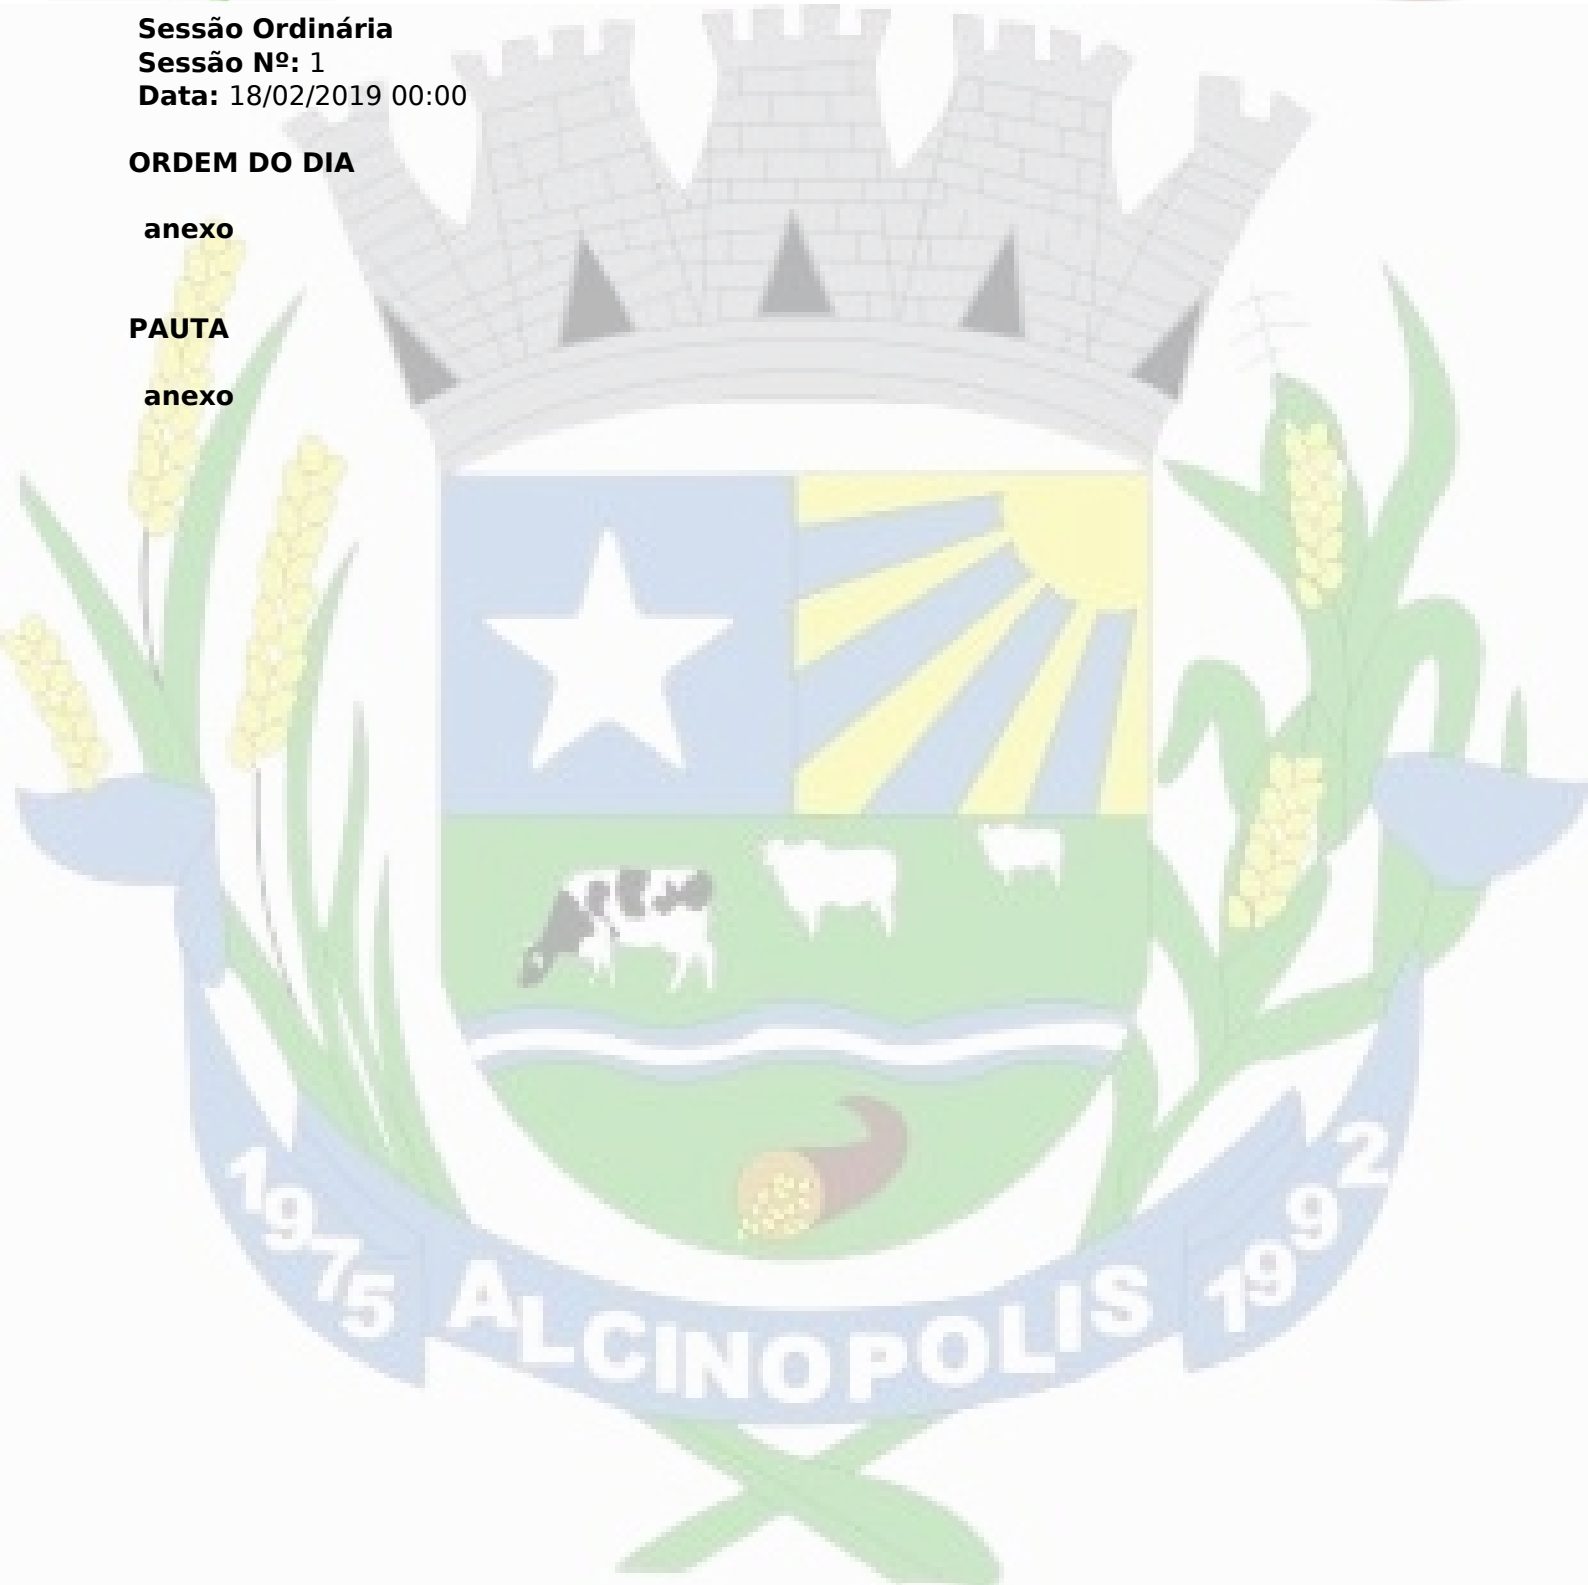 Sessão Ordinária
Sessão Nº: 1
Data: 18/02/2019 00:00
ORDEM DO DIA
anexo
PAUTA
anexo
1975 ALCINOPOLIS 1992